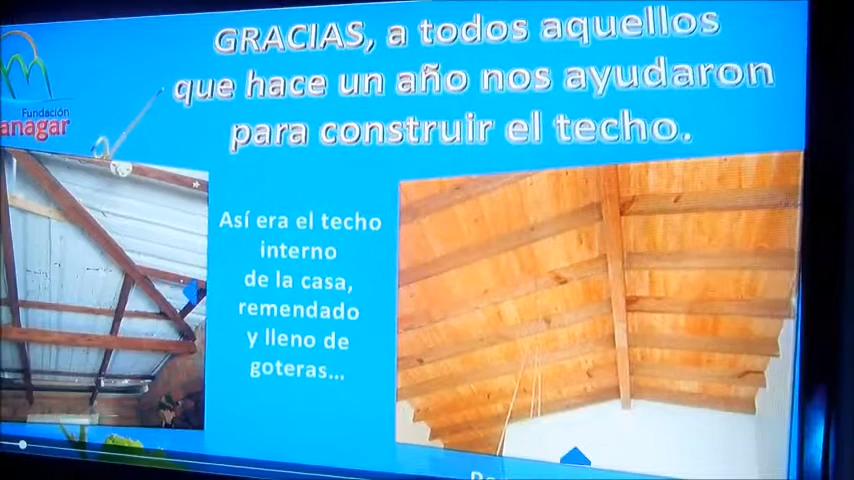 GRACIAS, a todos aquellos
que hace un año nos ayudaron
para construir el techo.
Fundación
anagar
Así era el techo
interno
de la casa,
remendado
y lleno de
goteras...